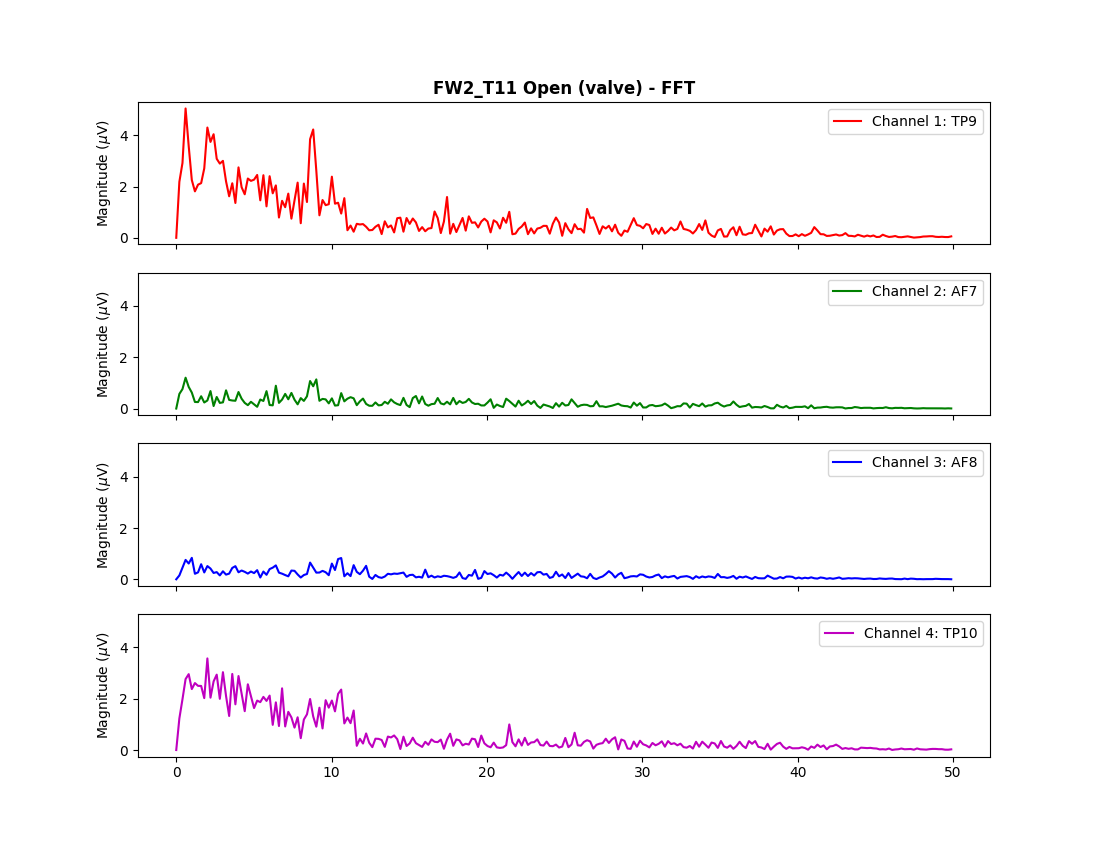 FW2_T11 Open (valve) - FFT
Magnitude (μV)
4
2
0
Channel 1: TP9
Magnitude (μV)
4
2
0
Channel 2: AF7
Magnitude (μV)
4
2
0
Channel 3: AF8
Magnitude (μV)
4
2
0
Channel 4: TP10
0 10 20 30 40 50